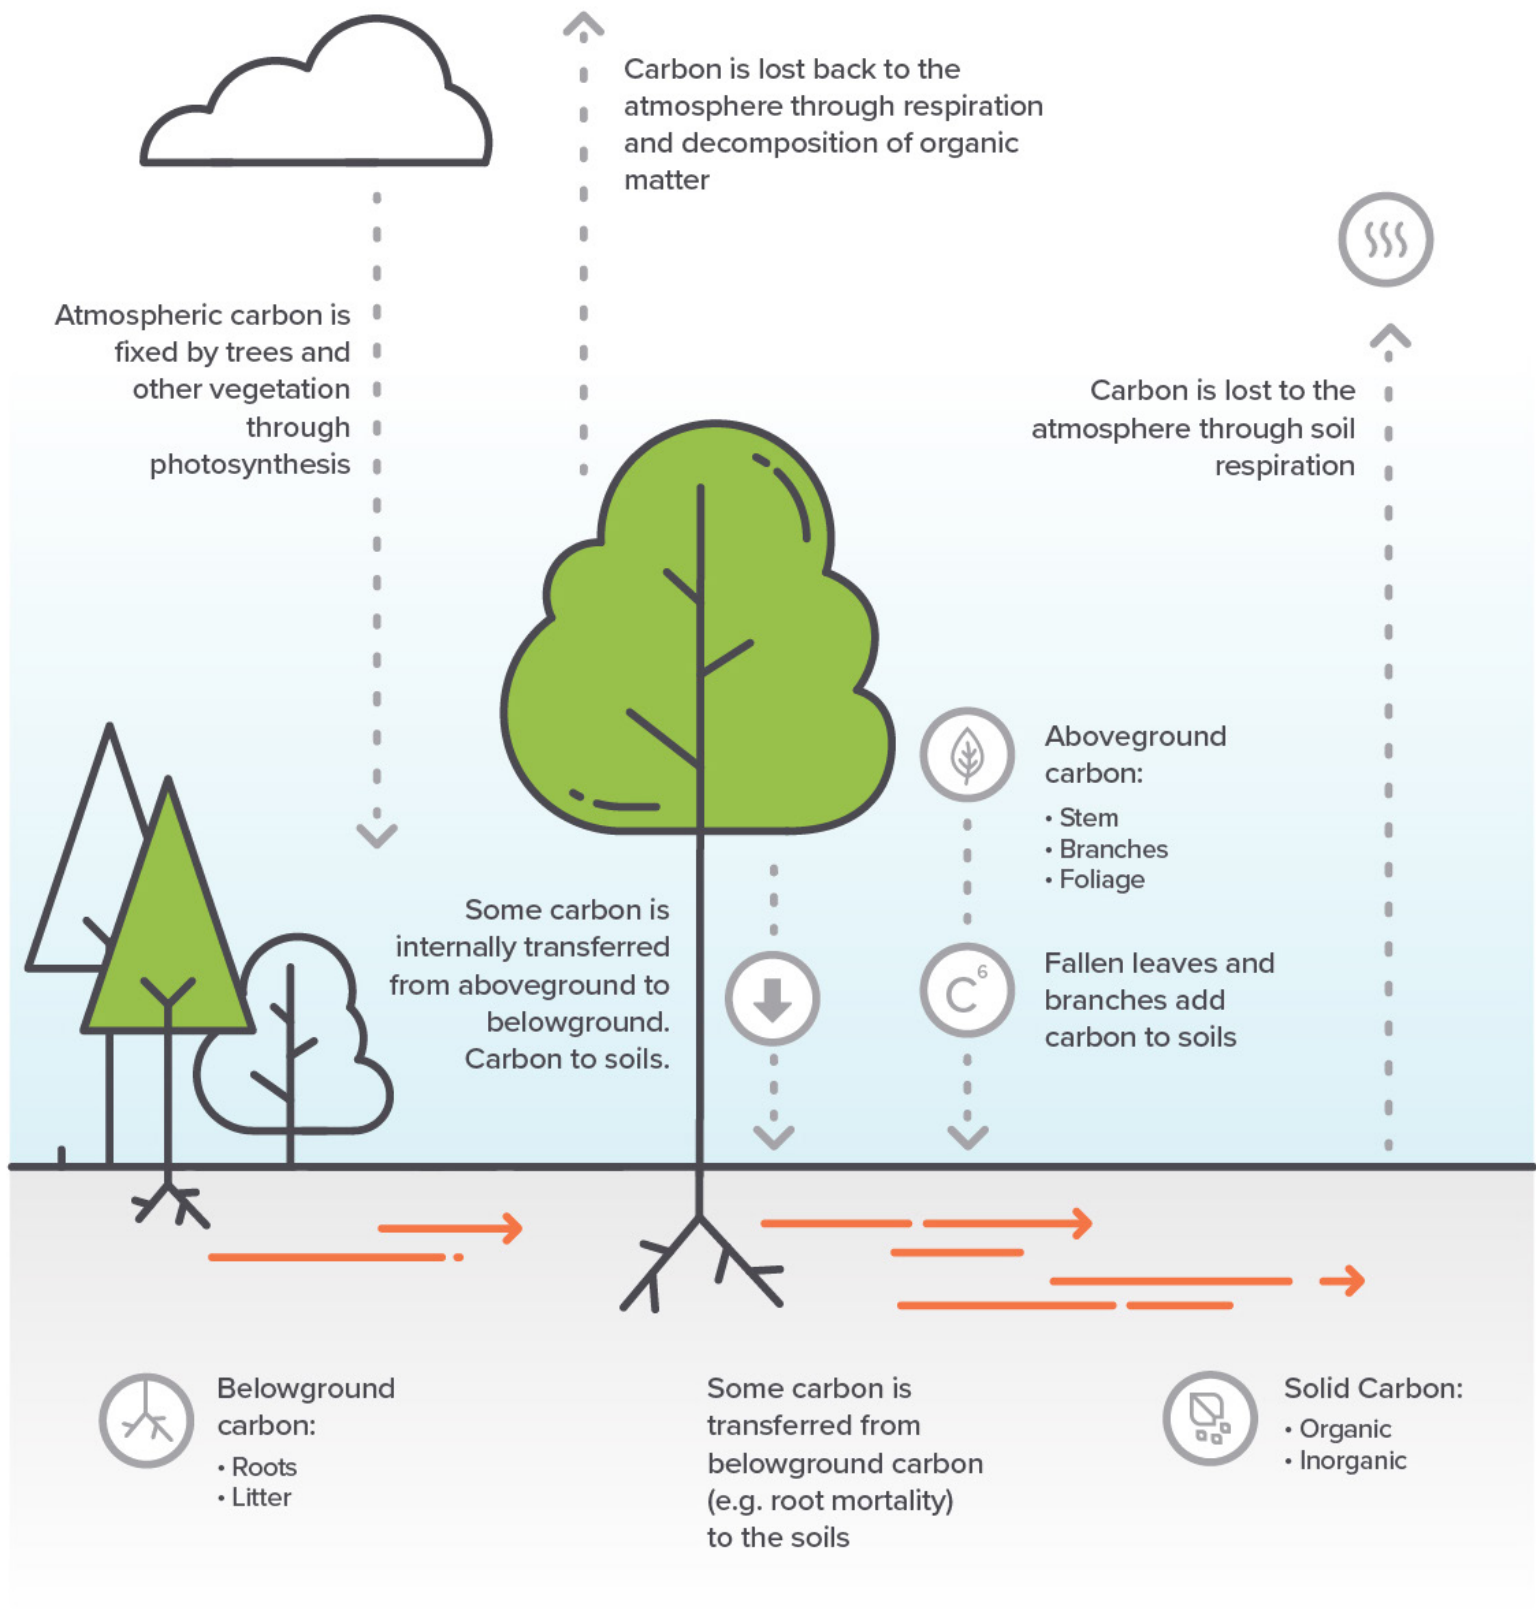 Carbon is lost back to the
atmosphere through respiration
and decomposition of organic
matter
Atmospheric carbon is
fixed by trees and
other vegetation
through
photosynthesis
Carbon is lost to the
atmosphere through soil
respiration
Aboveground
carbon:
• Stem
• Branches
• Foliage
Some carbon is
internally transferred
from aboveground to
belowground.
Carbon to soils.
C⁶
Fallen leaves and
branches add
carbon to soils
Belowground
carbon:
• Roots
• Litter
Some carbon is
transferred from
belowground carbon
(e.g. root mortality)
to the soils
Solid Carbon:
• Organic
• Inorganic